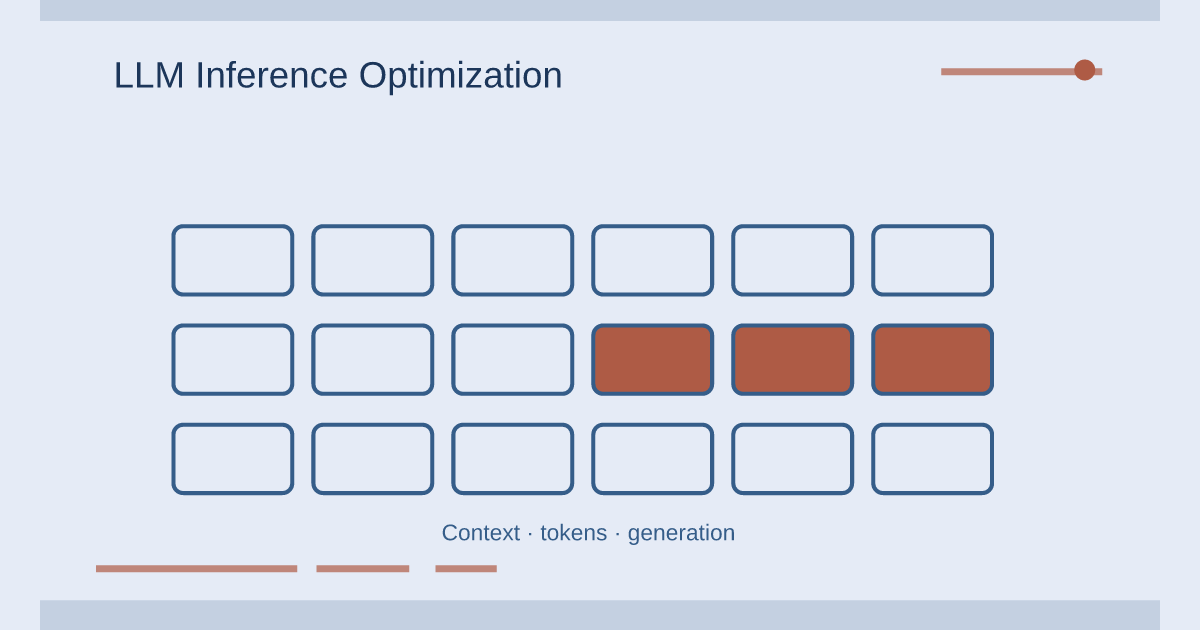 LLM Inference Optimization
Context · tokens · generation